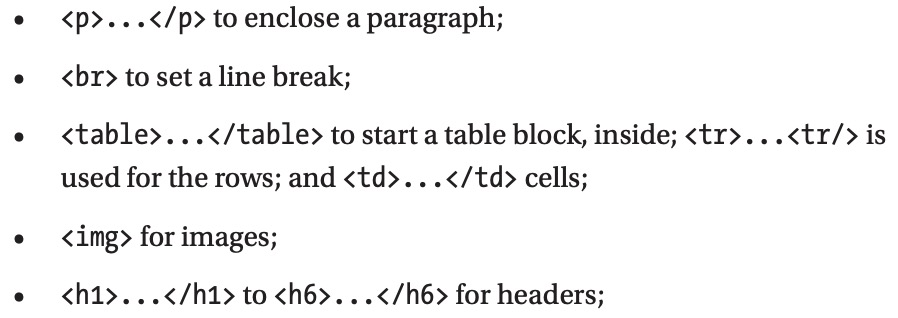 • <p>...</p> to enclose a paragraph;
• <br> to set a line break;
• <table>...</table> to start a table block, inside; <tr>...<tr/> is
used for the rows; and <td>...</td> cells;
• <img> for images;
• <h1>...</h1> to <h6>...</h6> for headers;